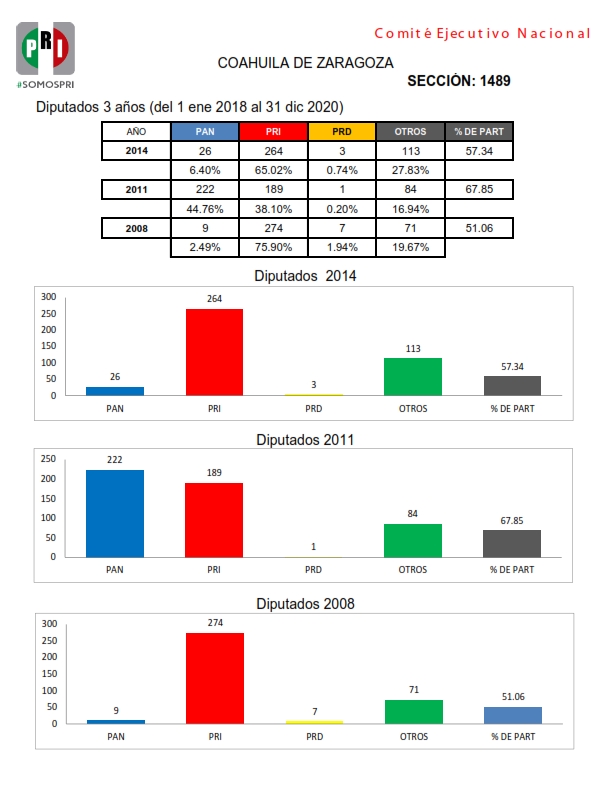 PRI
#SOMOSPRI
Comité Ejecutivo Nacional
COAHUILA DE ZARAGOZA
SECCIÓN: 1489
Diputados 3 años (del 1 ene 2018 al 31 dic 2020)
AÑO PAN PRI PRD OTROS % DE PART
2014 26 264 3 113 57.34
6.40% 65.02% 0.74% 27.83%
2011 222 189 1 84 67.85
44.76% 38.10% 0.20% 16.94%
2008 9 274 7 71 51.06
2.49% 75.90% 1.94% 19.67%
Diputados 2014
300
250
200
150
100
50
0
26 264 3 113 57.34
PAN PRI PRD OTROS % DE PART
Diputados 2011
250
200
150
100
50
0
222 189 1 84 67.85
PAN PRI PRD OTROS % DE PART
Diputados 2008
300
250
200
150
100
50
0
9 274 7 71 51.06
PAN PRI PRD OTROS % DE PART